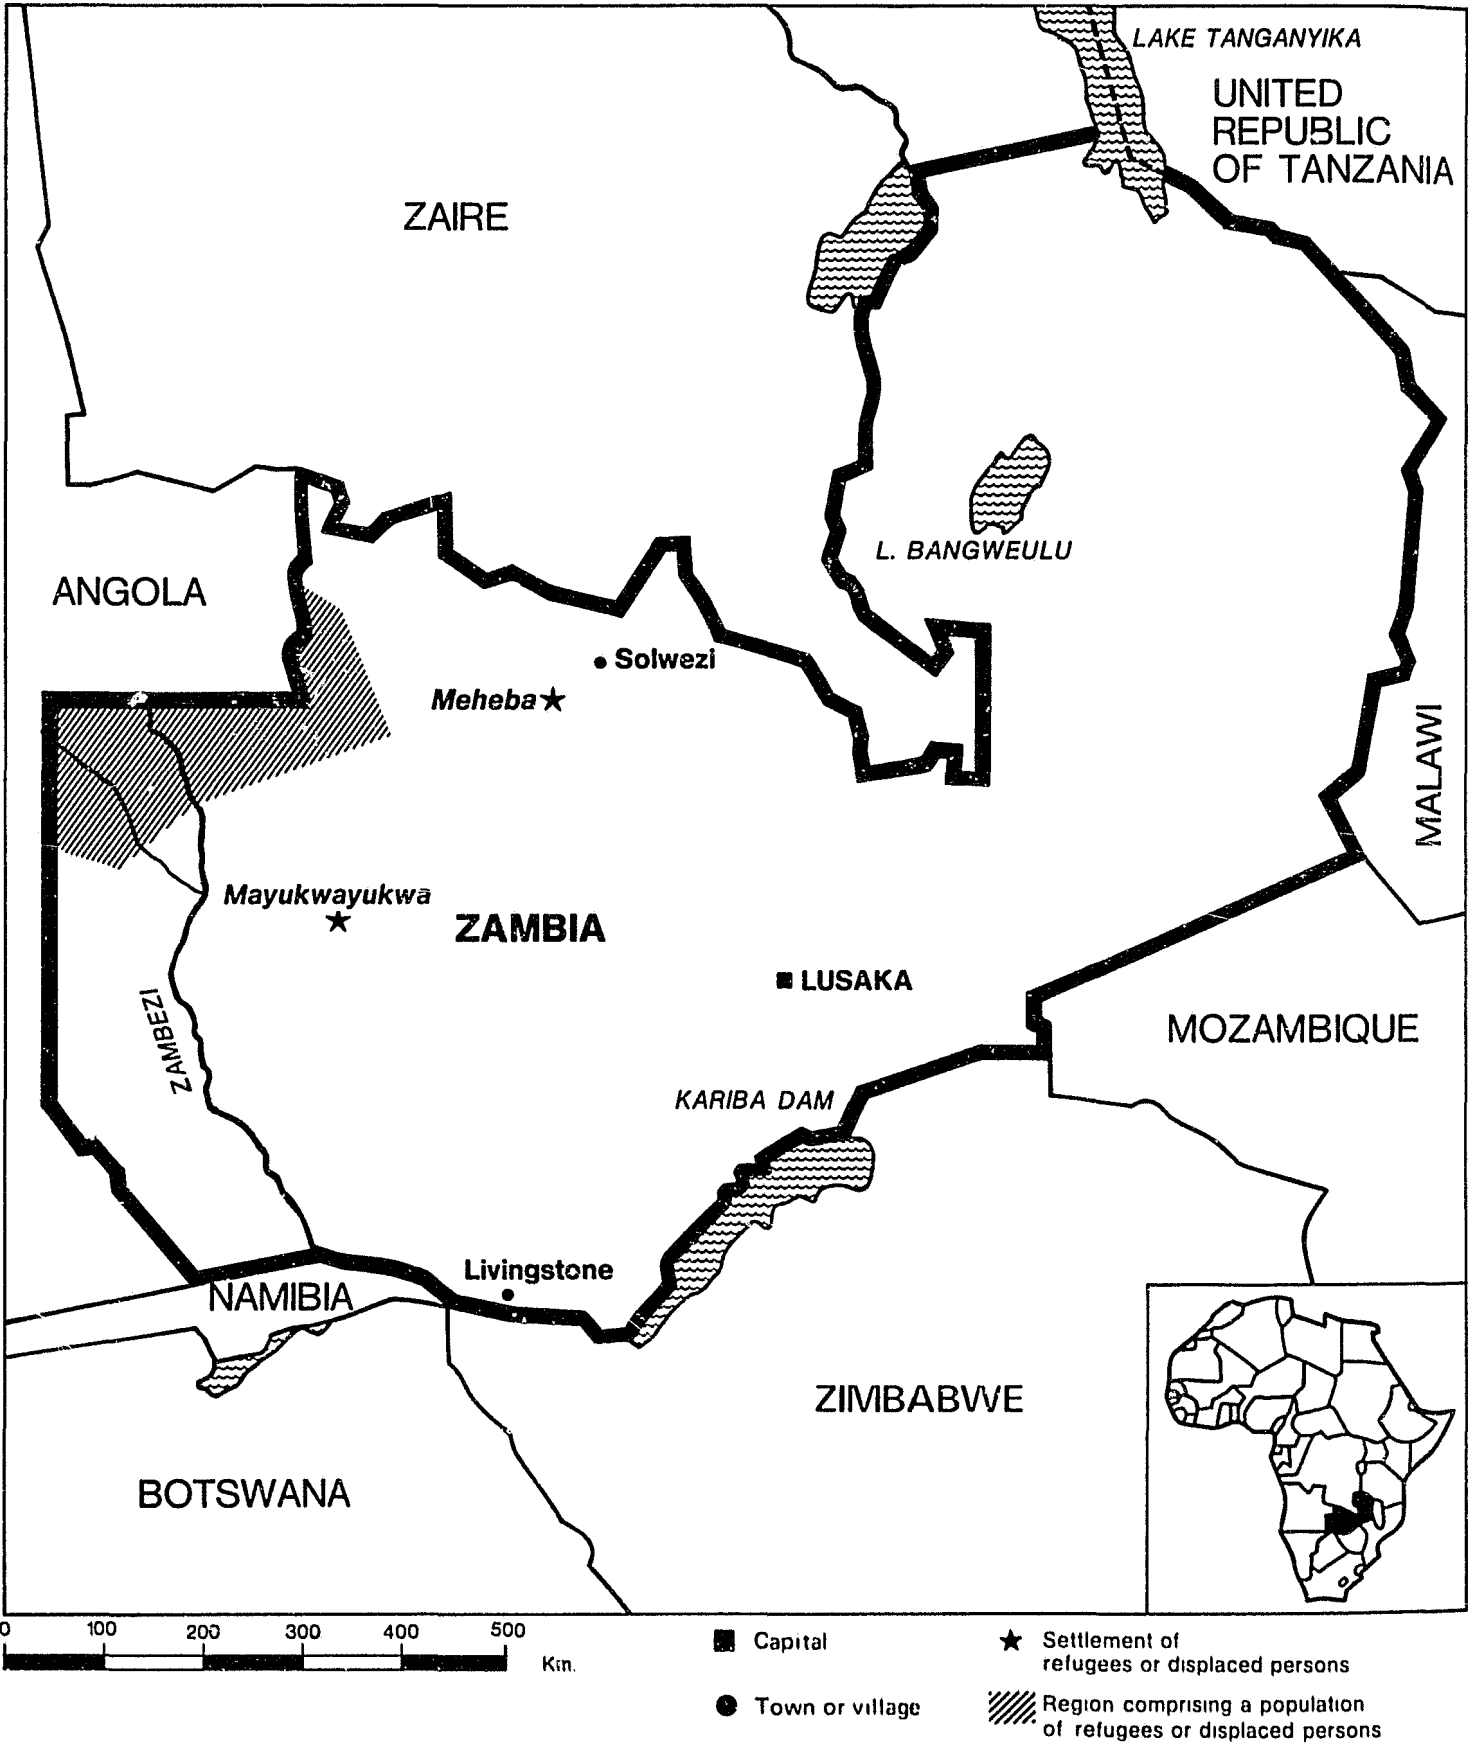 LAKE TANGANYIKA
UNITED
REPUBLIC
OF TANZANIA
ZAIRE
L. BANGWEULU
ANGOLA
Solwezi
Meheba
MALAWI
Mayukwayukwa
ZAMBIA
LUSAKA
ZAMBEZI
MOZAMBIQUE
KARIBA DAM
Livingstone
NAMIBIA
ZIMBABWE
BOTSWANA
0 100 200 300 400 500
Km.
Capital
Town or village
Settlement of
refugees or displaced persons
Region comprising a population
of refugees or displaced persons